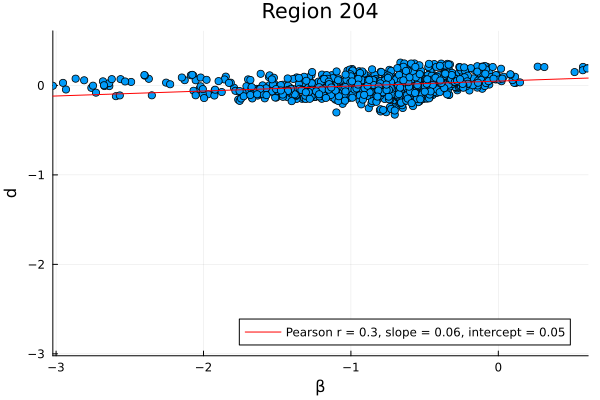 Region 204
d
0
−1
−2
−3
Pearson r = 0.3, slope = 0.06, intercept = 0.05
−3 −2 −1 0
β